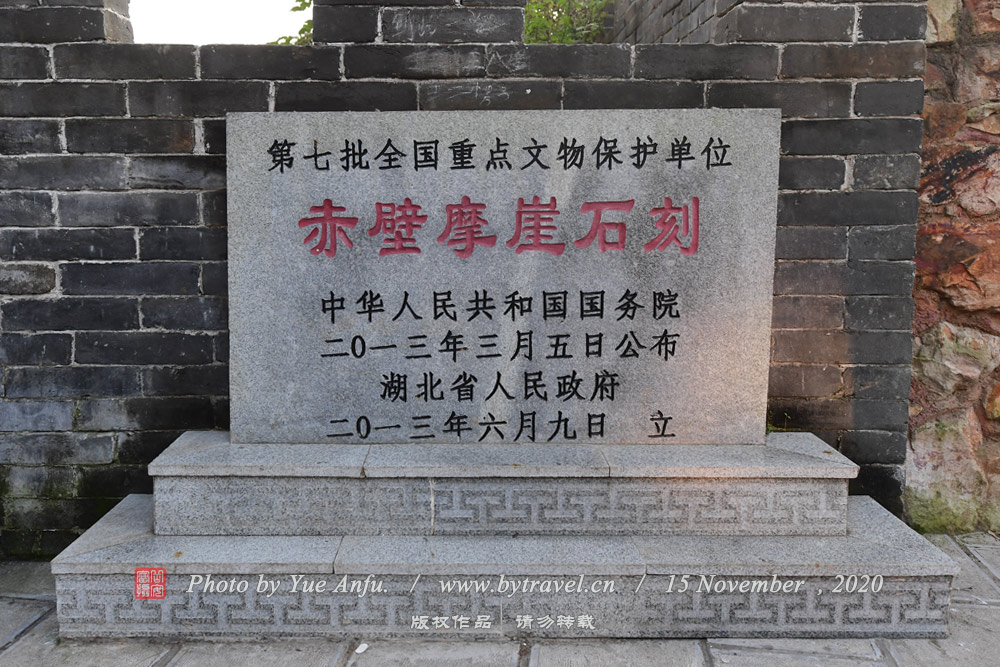 第七批全国重点文物保护单位
赤壁摩崖石刻
中华人民共和国国务院
二0一三年三月五日公布
湖北省人民政府
二0一三年六月九日 立
Photo by Yue Anfu. / www.bytravel.cn / 15 November , 2020
版权作品 请勿转载